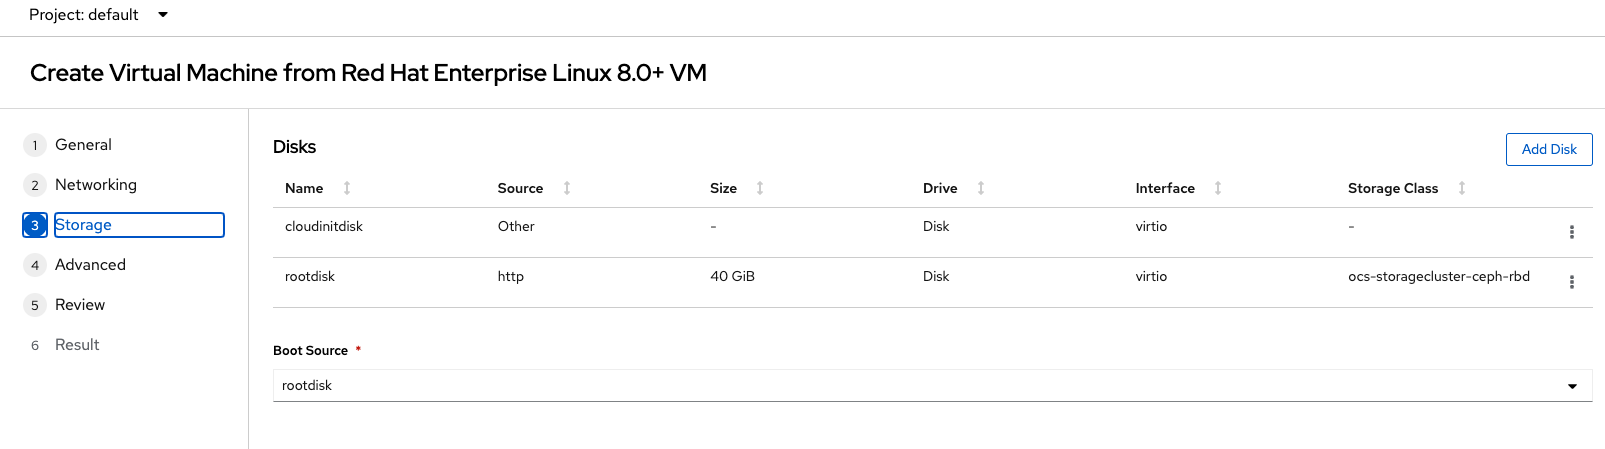 Project: default
Create Virtual Machine from Red Hat Enterprise Linux 8.0+ VM
1 General
2 Networking
3 Storage
4 Advanced
5 Review
6 Result
Disks
Add Disk
Name Source Size Drive Interface Storage Class
cloudinitdisk Other - Disk virtio -
rootdisk http 40 GiB Disk virtio ocs-storagecluster-ceph-rbd
Boot Source *
rootdisk